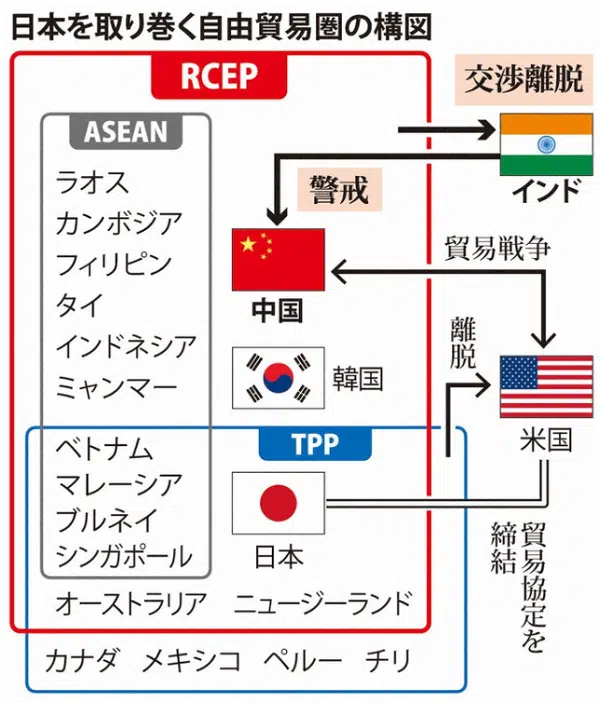 日本を取り巻く自由貿易圏の構図
RCEP
交渉離脱
ASEAN
インド
ラオス
警戒
カンボジア
フィリピン
貿易戦争
タイ
中国
インドネシア
離脱
ミャンマー
韓国
米国
TPP
ベトナム
マレーシア
ブルネイ
シンガポール
日本
貿易協定を
締結
オーストラリア ニュージーランド
カナダ メキシコ ペルー チリ